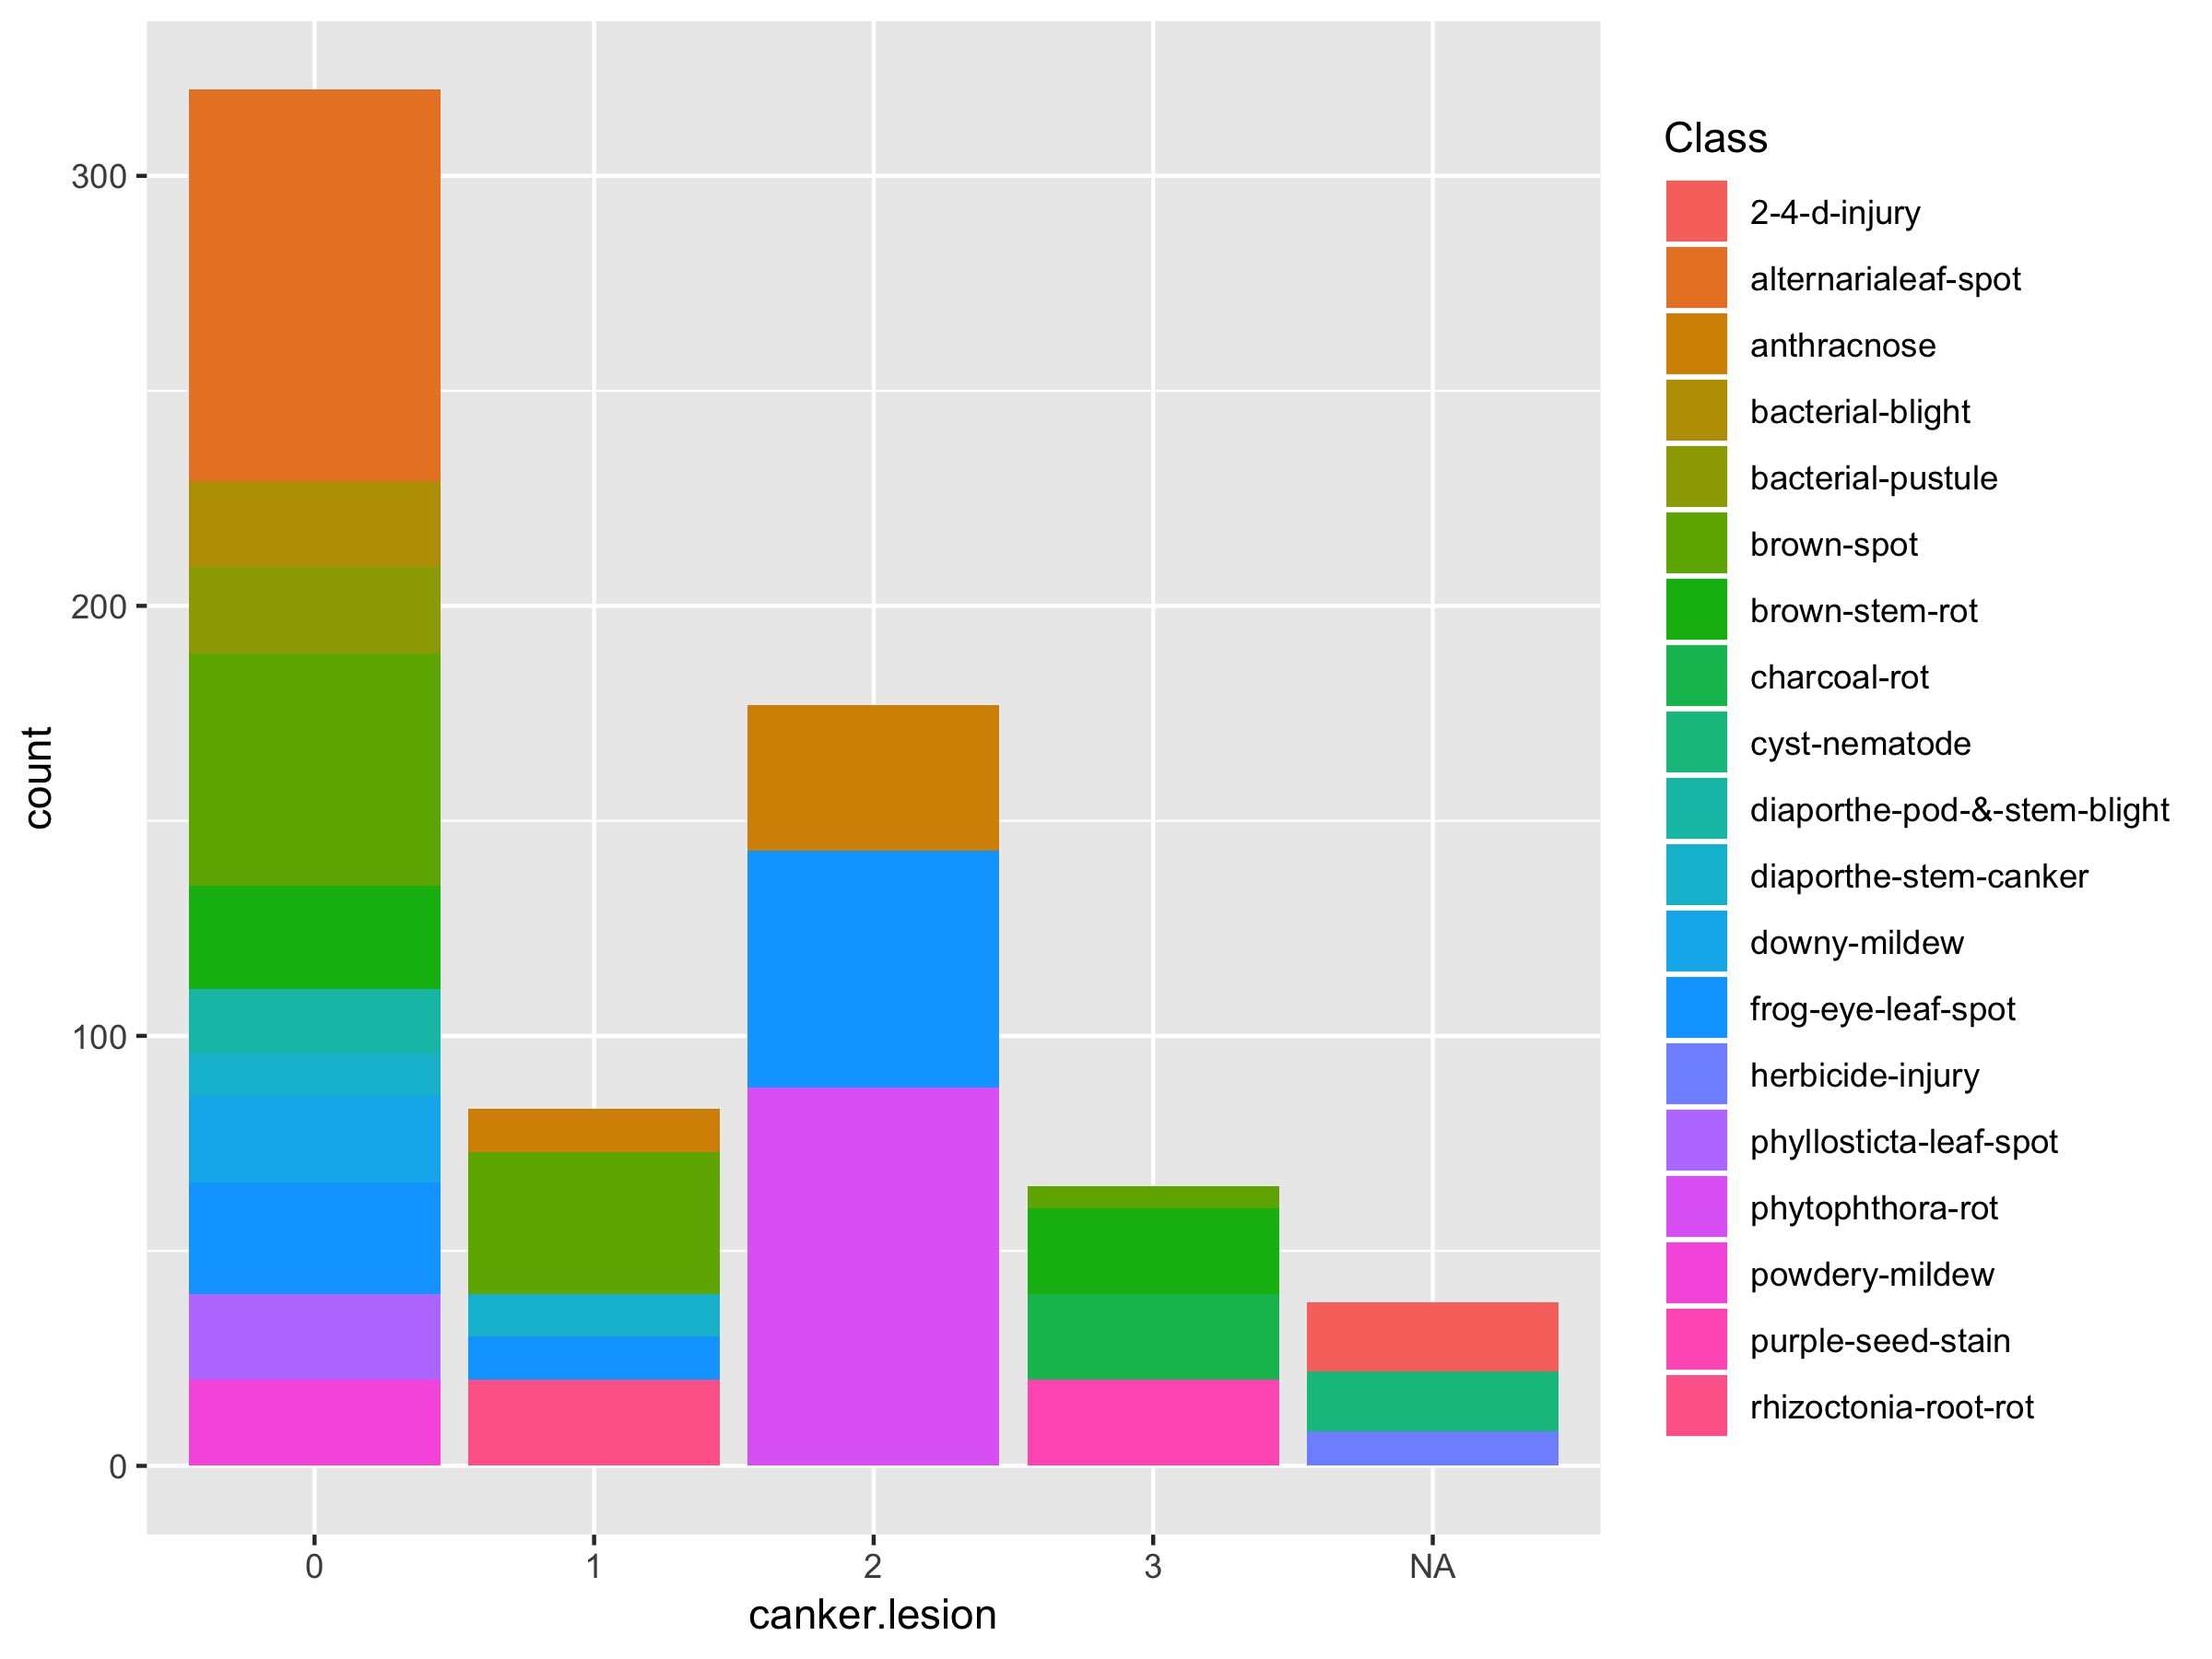 count
300
200
100
0
0
1
2
3
NA
canker.lesion
Class
2-4-d-injury
alternarialeaf-spot
anthracnose
bacterial-blight
bacterial-pustule
brown-spot
brown-stem-rot
charcoal-rot
cyst-nematode
diaporthe-pod-&-stem-blight
diaporthe-stem-canker
downy-mildew
frog-eye-leaf-spot
herbicide-injury
phyllosticta-leaf-spot
phytophthora-rot
powdery-mildew
purple-seed-stain
rhizoctonia-root-rot